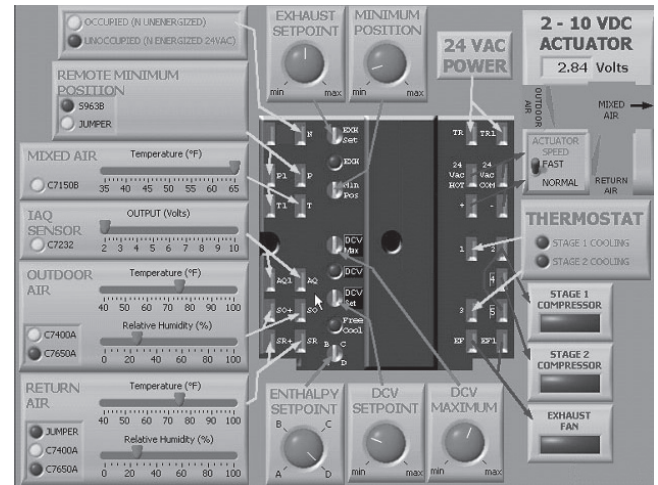 OCCUPIED (N UNENERGIZED)
UNOCCUPIED (N ENERGIZED 24VAC)
REMOTE MINIMUM
POSITION
S963B
JUMPER
MIXED AIR
Temperature (°F)
C7150B
35 40 45 50 55 60 65
IAQ
SENSOR
OUTPUT (Volts)
C7232
2 3 4 5 6 7 8 9 10
OUTDOOR
AIR
Temperature (°F)
40 50 60 70 80 90 100
Relative Humidity (%)
C7400A
C7650A
0 20 40 60 80 100
RETURN
AIR
Temperature (°F)
40 50 60 70 80 90 100
JUMPER
C7400A
C7650A
Relative Humidity (%)
0 20 40 60 80 100
EXHAUST
SETPOINT
min max
MINIMUM
POSITION
min max
24 VAC
POWER
2 - 10 VDC
ACTUATOR
2.84 Volts
OUTDOOR
AIR
MIXED
AIR
ACTUATOR
SPEED
FAST
NORMAL
RETURN
AIR
THERMOSTAT
STAGE 1 COOLING
STAGE 2 COOLING
STAGE 1
COMPRESSOR
STAGE 2
COMPRESSOR
EXHAUST
FAN
N
EXH
Set
P1 P
EXH
Min
Pos
T1 T
DCV
Max
AQ1 AQ
DCV
DCV
Set
SO+ SO
Free
Cool
SR+ SR
B C
D
TR TR1
24
Vac
HOT
24
Vac
COM
+ -
1 2
4
3 5
EF EF1
ENTHALPY
SETPOINT
B C
A D
DCV
SETPOINT
min max
DCV
MAXIMUM
min max